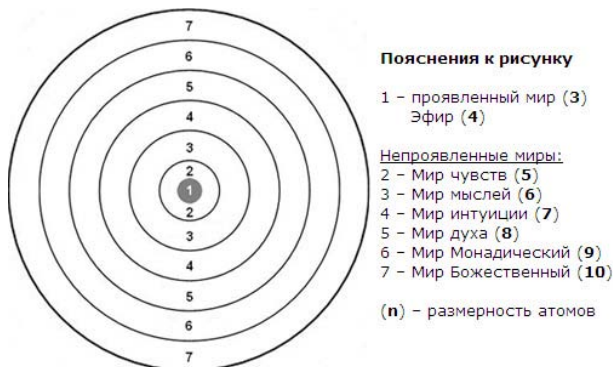 7
6
5
4
3
2
1
2
3
4
5
6
7
Пояснения к рисунку
1 – проявленный мир (3)
Эфир (4)
Непроявленные миры:
2 – Мир чувств (5)
3 – Мир мыслей (6)
4 – Мир интуиции (7)
5 – Мир духа (8)
6 – Мир Монадический (9)
7 – Мир Божественный (10)
(n) – размерность атомов